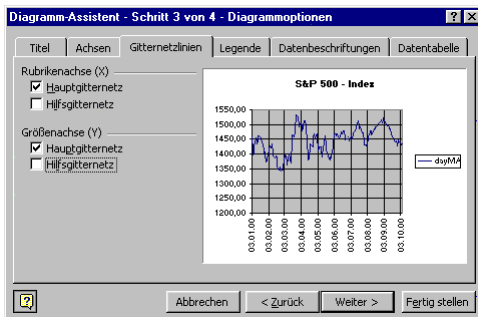 Diagramm-Assistent - Schritt 3 von 4 - Diagrammoptionen
Titel Achsen Gitternetzlinien Legende Datenbeschriftungen Datentabelle
Rubrikenachse (X)
Hauptgitternetz
Hilfsgitternetz
Größenachse (Y)
Hauptgitternetz
Hilfsgitternetz
S&P 500 - Index
1550,00
1500,00
1450,00
1400,00
1350,00
1300,00
1250,00
1200,00
03.01.00
03.02.00
03.03.00
03.04.00
03.05.00
03.06.00
03.07.00
03.08.00
03.09.00
03.10.00
dayMA
Abbrechen < Zurück Weiter > Fertig stellen